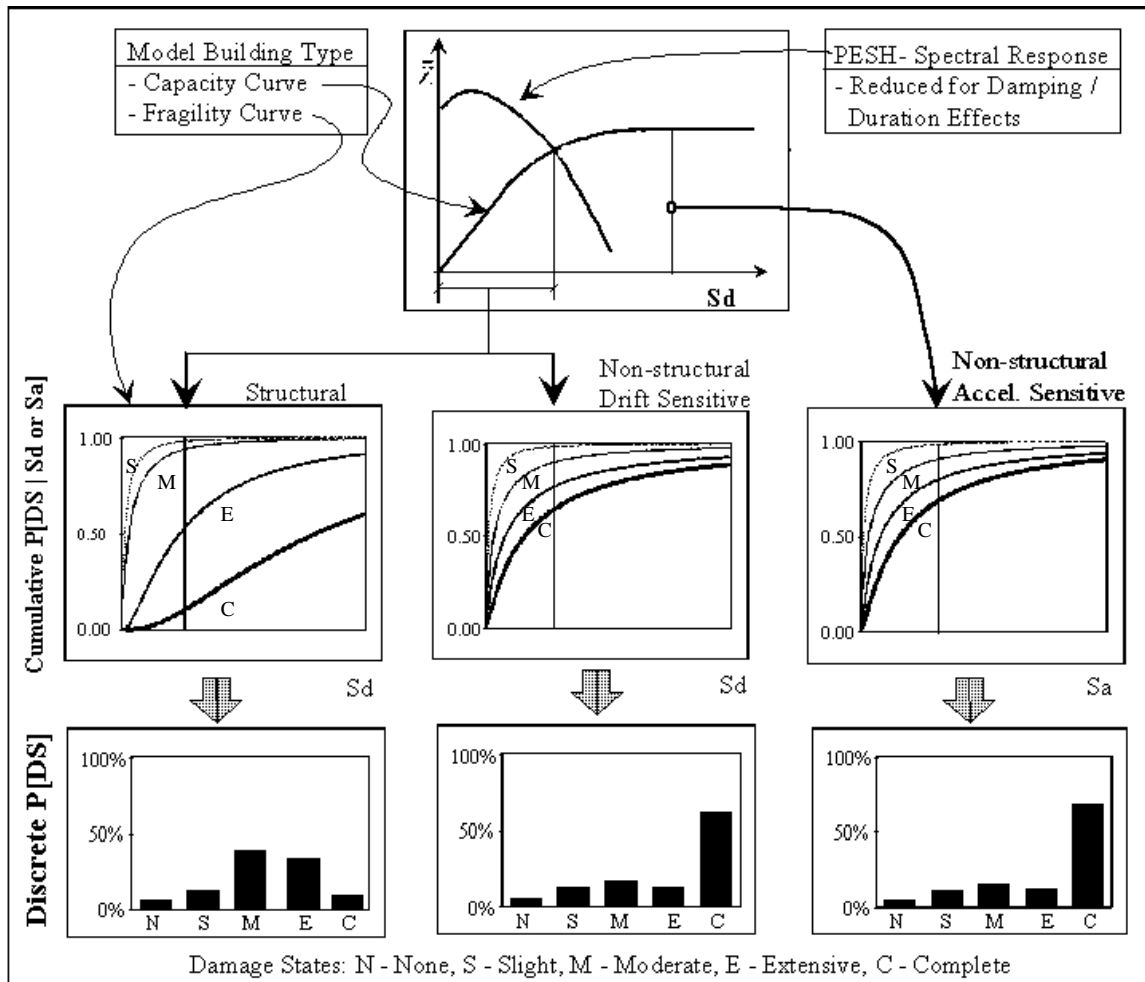 Model Building Type
- Capacity Curve
- Fragility Curve
PESH- Spectral Response
- Reduced for Damping /
Duration Effects
Sd
Structural
Non-structural
Drift Sensitive
Non-structural
Accel. Sensitive
Cumulative P[DS | Sd or Sa]
1.00
0.50
0.00
S
M
E
C
Sd
1.00
0.50
0.00
S
M
E
C
Sd
1.00
0.50
0.00
S
M
E
C
Sa
Discrete P[DS]
100%
50%
0%
N S M E C
100%
50%
0%
N S M E C
100%
50%
0%
N S M E C
Damage States: N - None, S - Slight, M - Moderate, E - Extensive, C - Complete